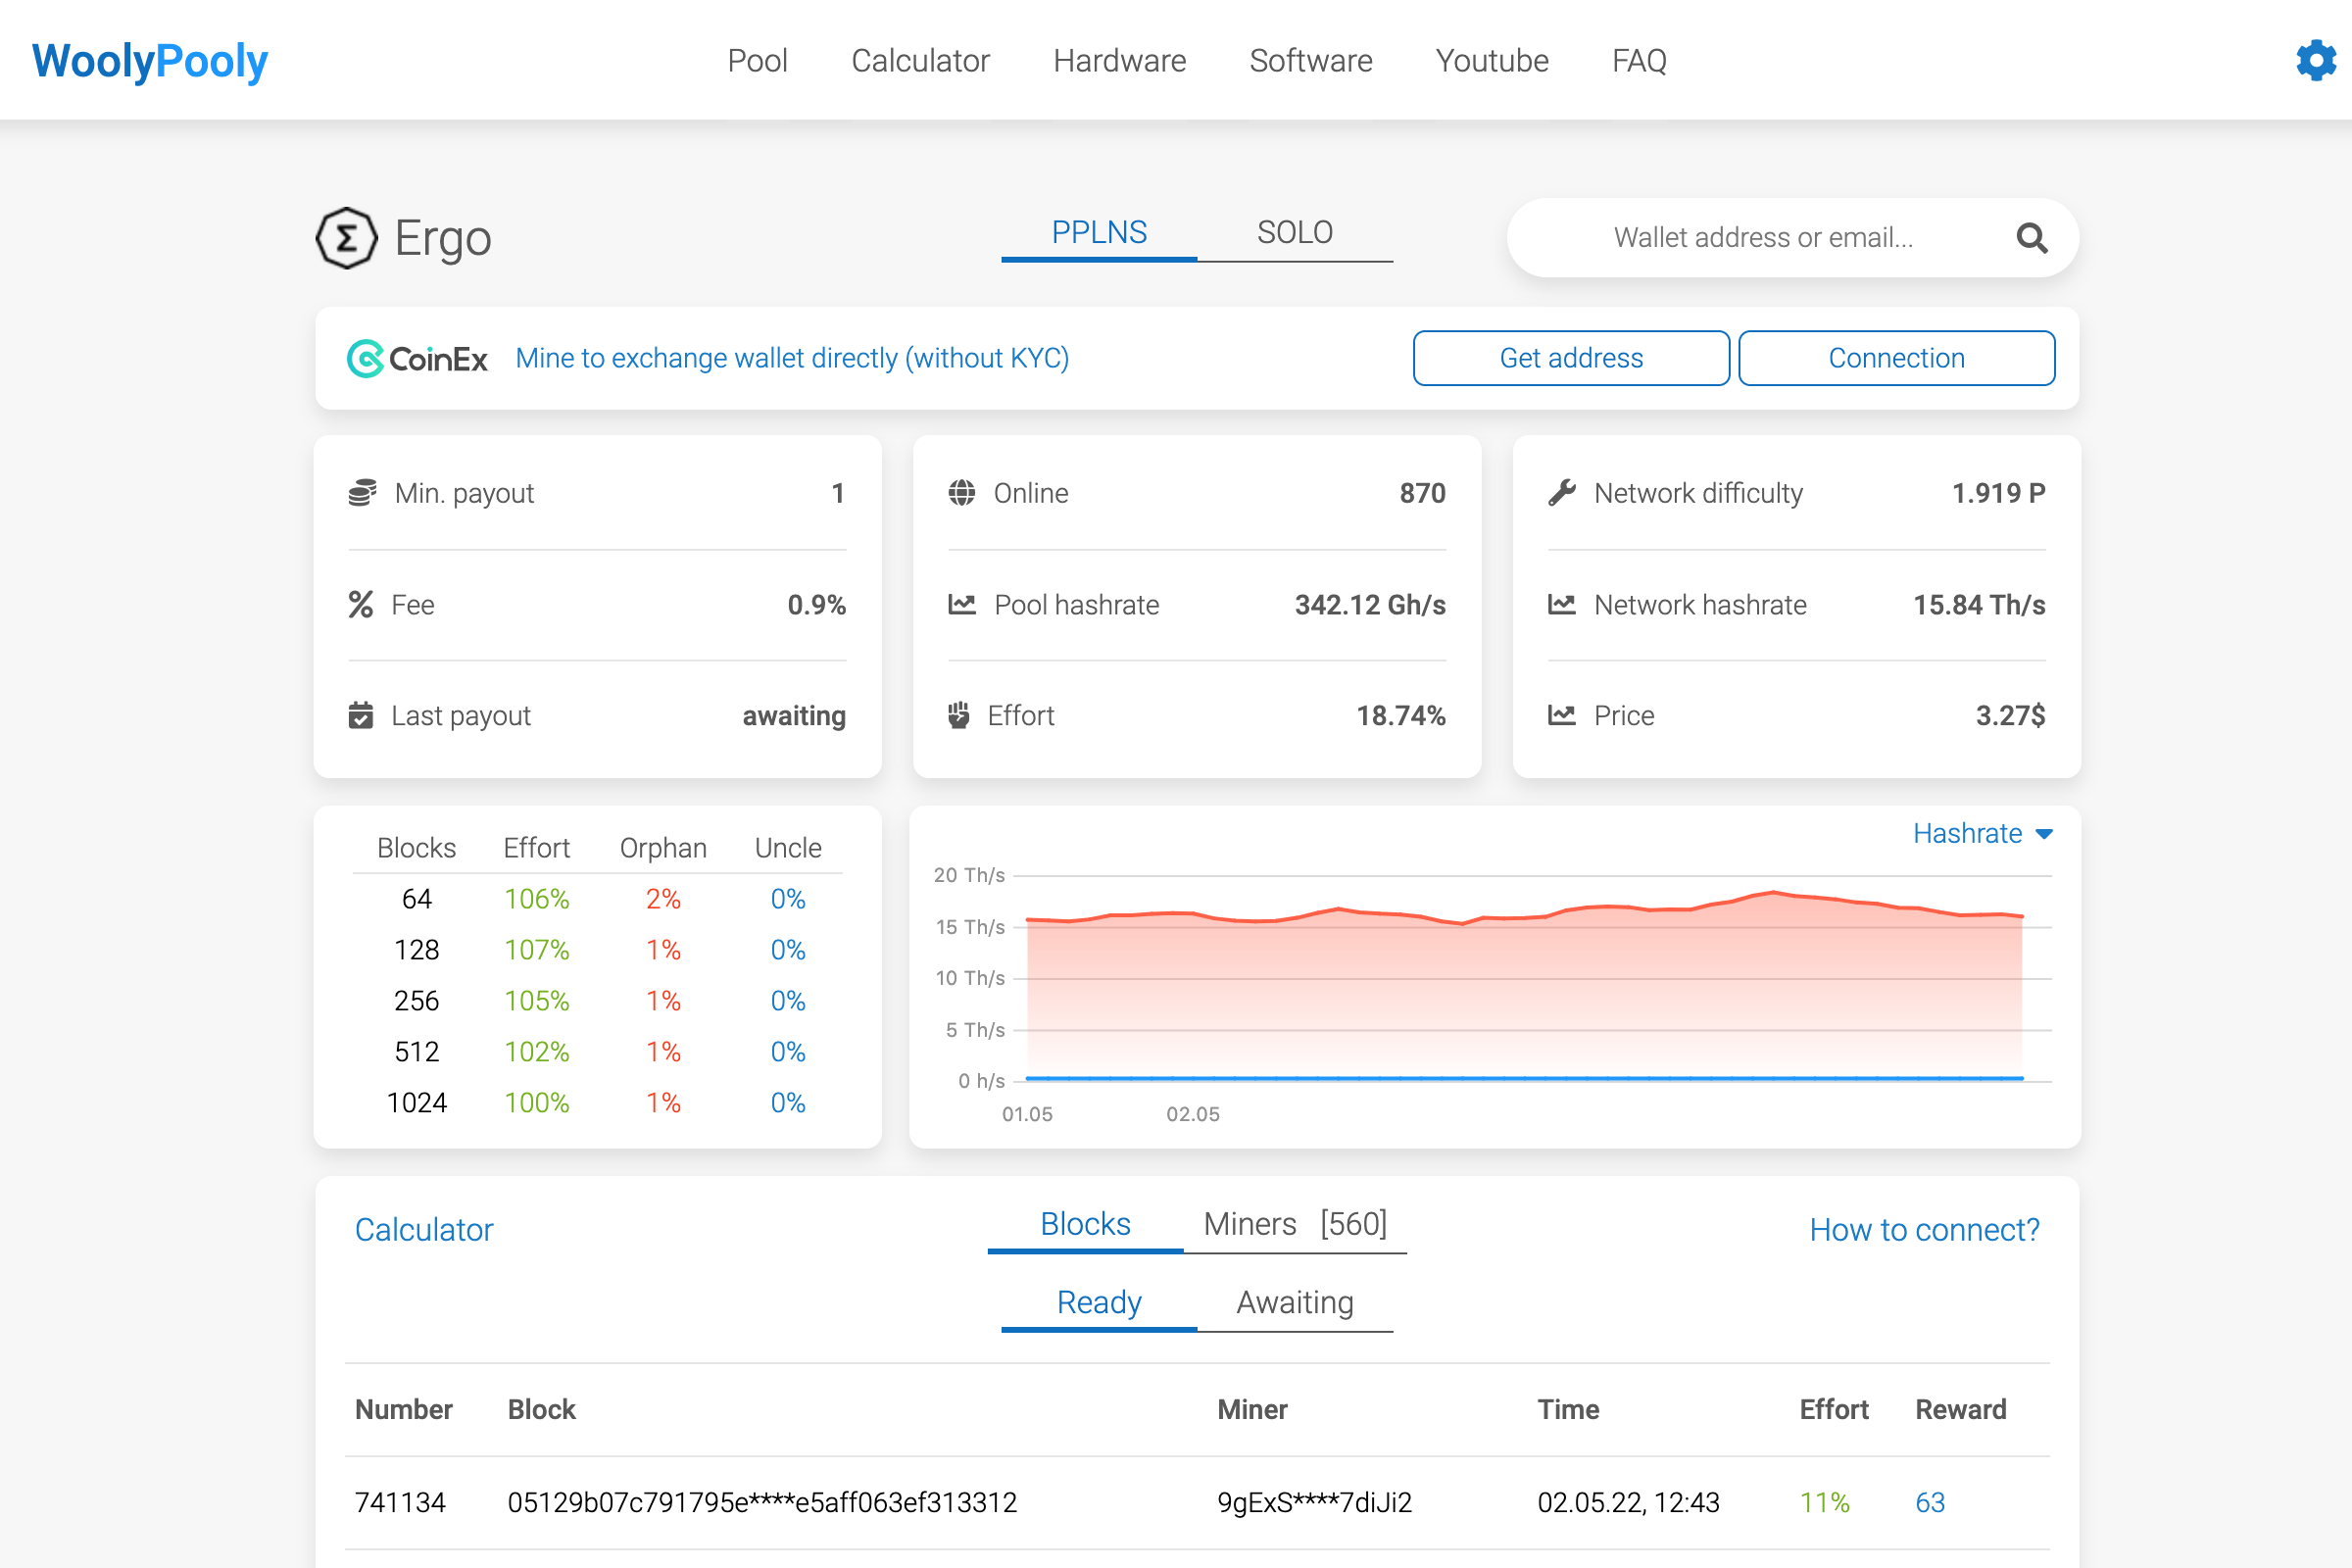 WoolyPooly Pool Calculator Hardware Software Youtube FAQ
Ergo PPLNS SOLO Wallet address or email...
CoinEx Mine to exchange wallet directly (without KYC) Get address Connection
Min. payout 1
Fee 0.9%
Last payout awaiting
Online 870
Pool hashrate 342.12 Gh/s
Effort 18.74%
Network difficulty 1.919 P
Network hashrate 15.84 Th/s
Price 3.27$
Blocks Effort Orphan Uncle
64 106% 2% 0%
128 107% 1% 0%
256 105% 1% 0%
512 102% 1% 0%
1024 100% 1% 0%
Hashrate
20 Th/s
15 Th/s
10 Th/s
5 Th/s
0 h/s
01.05 02.05
Calculator Blocks Miners [560] How to connect?
Ready Awaiting
Number Block Miner Time Effort Reward
741134 05129b07c791795e****e5aff063ef313312 9gExS****7diJi2 02.05.22, 12:43 11% 63